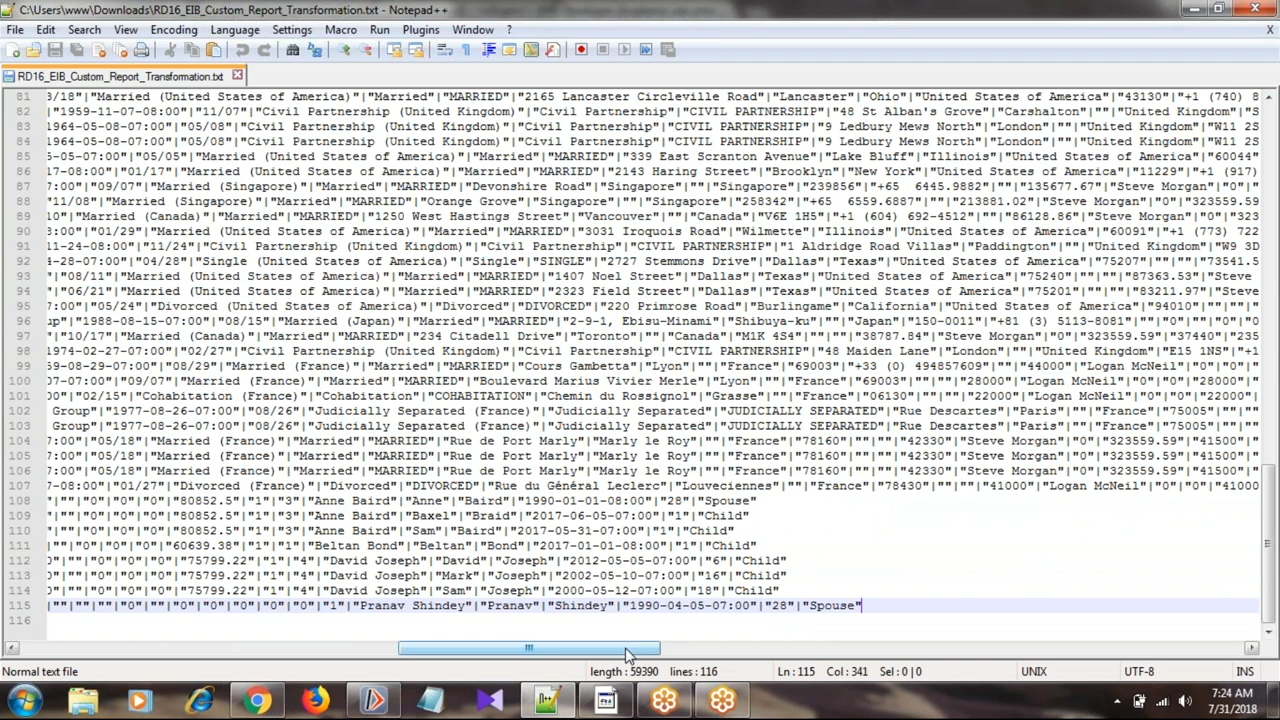 C:\Users\www\Downloads\RD16_EIB_Custom_Report_Transformation.txt - Notepad++
File Edit Search View Encoding Language Settings Macro Run Plugins Window ? X
RD16_EIB_Custom_Report_Transformation.txt
81 3/18"|"Married (United States of America)"|"Married"|"MARRIED"|"2165 Lancaster Circleville Road"|"Lancaster"|"Ohio"|"United States of America"|"43130"|"+1 (740) 8
82 |"1959-11-07-08:00"|"11/07"|"Civil Partnership (United Kingdom)"|"Civil Partnership"|"CIVIL PARTNERSHIP"|"48 St Alban's Grove"|"Carshalton"|""|"United Kingdom"|"S
83 1964-05-08-07:00"|"05/08"|"Civil Partnership (United Kingdom)"|"Civil Partnership"|"CIVIL PARTNERSHIP"|"9 Ledbury Mews North"|"London"|""|"United Kingdom"|"W11 2S
84 1964-05-08-07:00"|"05/08"|"Civil Partnership (United Kingdom)"|"Civil Partnership"|"CIVIL PARTNERSHIP"|"9 Ledbury Mews North"|"London"|""|"United Kingdom"|"W11 2S
85 5-05-07:00"|"05/05"|"Married (United States of America)"|"Married"|"MARRIED"|"339 East Scranton Avenue"|"Lake Bluff"|"Illinois"|"United States of America"|"60044"
86 17-08:00"|"01/17"|"Married (United States of America)"|"Married"|"MARRIED"|"2143 Haring Street"|"Brooklyn"|"New York"|"United States of America"|"11229"|"+1 (917)
87 7:00"|"09/07"|"Married (Singapore)"|"Married"|"MARRIED"|"Devonshire Road"|"Singapore"|""|"Singapore"|"239856"|"+65  6445.9882"|""|"135677.67"|"Steve Morgan"|"0"|"3
88 "11/08"|"Married (Singapore)"|"Married"|"MARRIED"|"Orange Grove"|"Singapore"|""|"Singapore"|"258342"|"+65  6559.6887"|""|"213881.02"|"Steve Morgan"|"0"|"323559.59
89 10"|"Married (Canada)"|"Married"|"MARRIED"|"1250 West Hastings Street"|"Vancouver"|""|"Canada"|"V6E 1H5"|"+1 (604) 692-4512"|""|"86128.86"|"Steve Morgan"|"0"|"323
90 8:00"|"01/29"|"Married (United States of America)"|"Married"|"MARRIED"|"3031 Iroquois Road"|"Wilmette"|"Illinois"|"United States of America"|"60091"|"+1 (773) 722
91 11-24-08:00"|"11/24"|"Civil Partnership (United Kingdom)"|"Civil Partnership"|"CIVIL PARTNERSHIP"|"1 Aldridge Road Villas"|"Paddington"|""|"United Kingdom"|"W9 3D
92 4-28-07:00"|"04/28"|"Single (United States of America)"|"Single"|"SINGLE"|"2727 Stemmons Drive"|"Dallas"|"Texas"|"United States of America"|"75207"|""|""|"73541.5
93 "08/11"|"Married (United States of America)"|"Married"|"MARRIED"|"1407 Noel Street"|"Dallas"|"Texas"|"United States of America"|"75240"|""|""|"87363.53"|"Steve
94 "06/21"|"Married (United States of America)"|"Married"|"MARRIED"|"2323 Field Street"|"Dallas"|"Texas"|"United States of America"|"75201"|""|""|"83211.97"|"Steve
95 7:00"|"05/24"|"Divorced (United States of America)"|"Divorced"|"DIVORCED"|"220 Primrose Road"|"Burlingame"|"California"|"United States of America"|"94010"|""|""|"
96 up"|"1988-08-15-07:00"|"08/15"|"Married (Japan)"|"Married"|"MARRIED"|"2-9-1, Ebisu-Minami"|"Shibuya-ku"|""|"Japan"|"150-0011"|"+81 (3) 5113-8081"|""|"0"|""|"0"|"0
97 "10/17"|"Married (Canada)"|"Married"|"MARRIED"|"234 Citadell Drive"|"Toronto"|""|"Canada"|"M1K 4S4"|""|""|"38787.84"|"Steve Morgan"|"0"|"323559.59"|"37440"|"235
98 1974-02-27-07:00"|"02/27"|"Civil Partnership (United Kingdom)"|"Civil Partnership"|"CIVIL PARTNERSHIP"|"48 Maiden Lane"|"London"|""|"United Kingdom"|"E15 1NS"|"+1
99 59-08-29-07:00"|"08/29"|"Married (France)"|"Married"|"MARRIED"|"Cours Gambetta"|"Lyon"|""|"France"|"69003"|"+33 (0) 494857609"|""|"44000"|"Logan McNeil"|"0"|"0"|"
100 07-07:00"|"09/07"|"Married (France)"|"Married"|"MARRIED"|"Boulevard Marius Vivier Merle"|"Lyon"|""|"France"|"69003"|""|""|"28000"|"Logan McNeil"|"0"|"0"|"28000"|
101 0:00"|"02/15"|"Cohabitation (France)"|"Cohabitation"|"COHABITATION"|"Chemin du Rossignol"|"Grasse"|""|"France"|"06130"|""|""|"22000"|"Logan McNeil"|"0"|"0"|"22000"|
102 Group"|"1977-08-26-07:00"|"08/26"|"Judicially Separated (France)"|"Judicially Separated"|"JUDICIALLY SEPARATED"|"Rue Descartes"|"Paris"|""|"France"|"75005"|""|""|
103 Group"|"1977-08-26-07:00"|"08/26"|"Judicially Separated (France)"|"Judicially Separated"|"JUDICIALLY SEPARATED"|"Rue Descartes"|"Paris"|""|"France"|"75005"|""|""|
104 7:00"|"05/18"|"Married (France)"|"Married"|"MARRIED"|"Rue de Port Marly"|"Marly le Roy"|""|"France"|"78160"|""|""|"42330"|"Steve Morgan"|"0"|"323559.59"|"41500"|
105 7:00"|"05/18"|"Married (France)"|"Married"|"MARRIED"|"Rue de Port Marly"|"Marly le Roy"|""|"France"|"78160"|""|""|"42330"|"Steve Morgan"|"0"|"323559.59"|"41500"|
106 7:00"|"05/18"|"Married (France)"|"Married"|"MARRIED"|"Rue de Port Marly"|"Marly le Roy"|""|"France"|"78160"|""|""|"42330"|"Steve Morgan"|"0"|"323559.59"|"41500"|
107 08:00"|"01/27"|"Divorced (France)"|"Divorced"|"DIVORCED"|"Rue du Général Leclerc"|"Louveciennes"|""|"France"|"78430"|""|""|"41000"|"Logan McNeil"|"0"|"0"|"41000
108 |""|"0"|"0"|"80852.5"|"1"|"3"|"Anne Baird"|"Anne"|"Baird"|"1990-01-01-08:00"|"28"|"Spouse"
109 |""|"0"|"0"|"80852.5"|"1"|"3"|"Anne Baird"|"Baxel"|"Braid"|"2017-06-05-07:00"|"1"|"Child"
110 |""|"0"|"0"|"80852.5"|"1"|"3"|"Anne Baird"|"Sam"|"Baird"|"2017-05-31-07:00"|"1"|"Child"
111 |""|"0"|"0"|"60639.38"|"1"|"1"|"Beltan Bond"|"Beltan"|"Bond"|"2017-01-01-08:00"|"1"|"Child"
112 0"|"0"|"0"|"75799.22"|"1"|"4"|"David Joseph"|"David"|"Joseph"|"2012-05-05-07:00"|"6"|"Child"
113 0"|"0"|"0"|"75799.22"|"1"|"4"|"David Joseph"|"Mark"|"Joseph"|"2002-05-10-07:00"|"16"|"Child"
114 0"|"0"|"0"|"75799.22"|"1"|"4"|"David Joseph"|"Sam"|"Joseph"|"2000-05-12-07:00"|"18"|"Child"
115 |""|""|""|"0"|""|"0"|"0"|"0"|"0"|"0"|"1"|"Pranav Shindey"|"Pranav"|"Shindey"|"1990-04-05-07:00"|"28"|"Spouse"
116
Normal text file length : 59390 lines : 116 Ln : 115 Col : 341 Sel : 0 | 0 UNIX UTF-8 INS
7:24 AM
7/31/2018